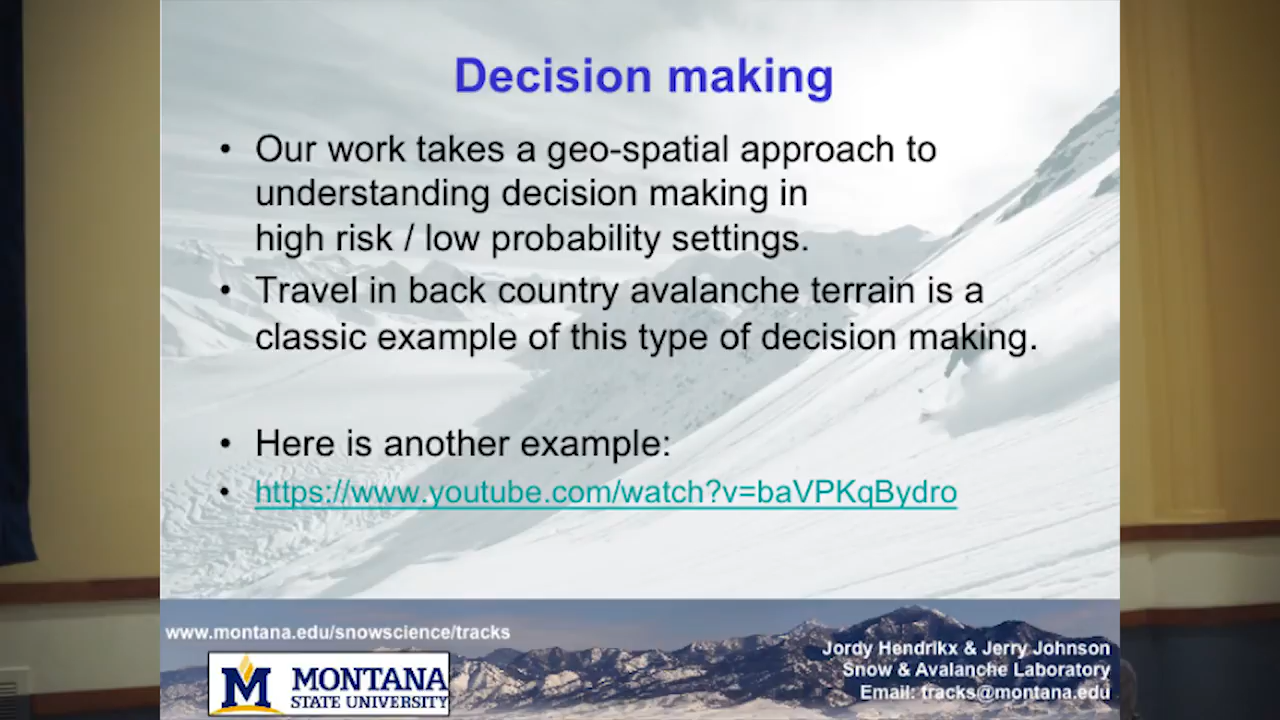 Decision making
• Our work takes a geo-spatial approach to
understanding decision making in
high risk / low probability settings.
• Travel in back country avalanche terrain is a
classic example of this type of decision making.
• Here is another example:
• https://www.youtube.com/watch?v=baVPKqBydro
www.montana.edu/snowscience/tracks
M MONTANA
STATE UNIVERSITY
Jordy Hendrikx & Jerry Johnson
Snow & Avalanche Laboratory
Email: tracks@montana.edu